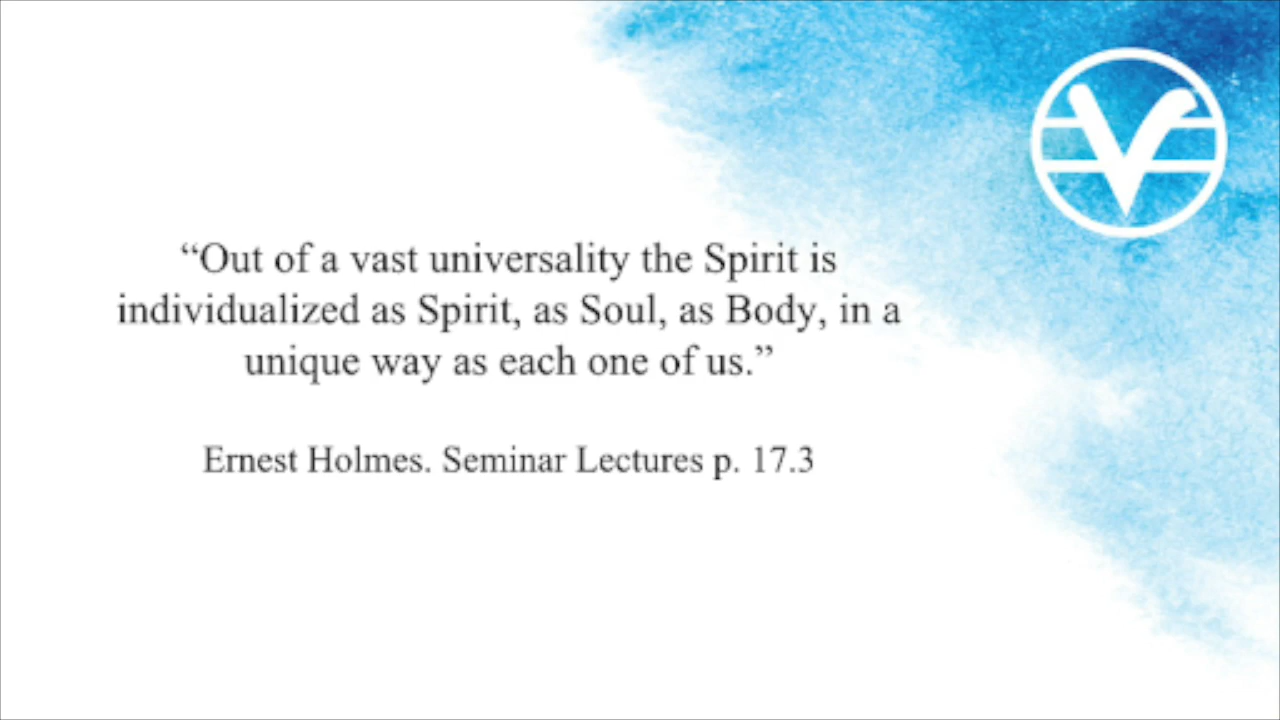 “Out of a vast universality the Spirit is
individualized as Spirit, as Soul, as Body, in a
unique way as each one of us.”
Ernest Holmes. Seminar Lectures p. 17.3